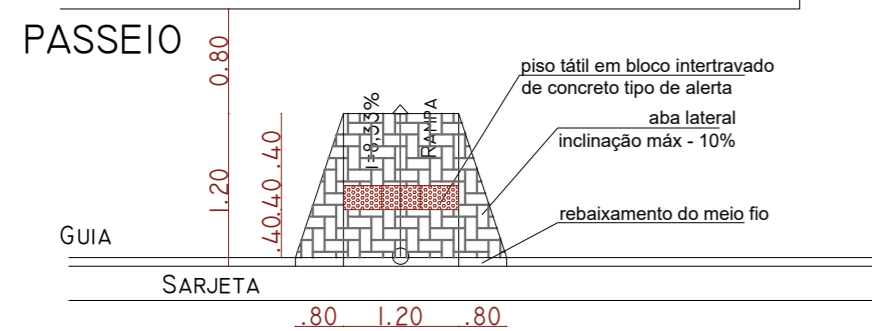 PASSEIO
0.80
piso tátil em bloco intertravado
de concreto tipo de alerta
aba lateral
inclinação máx - 10%
I=8,33%
RAMPA
1.20
.40
.40
.40
rebaixamento do meio fio
GUIA
SARJETA
.80
1.20
.80